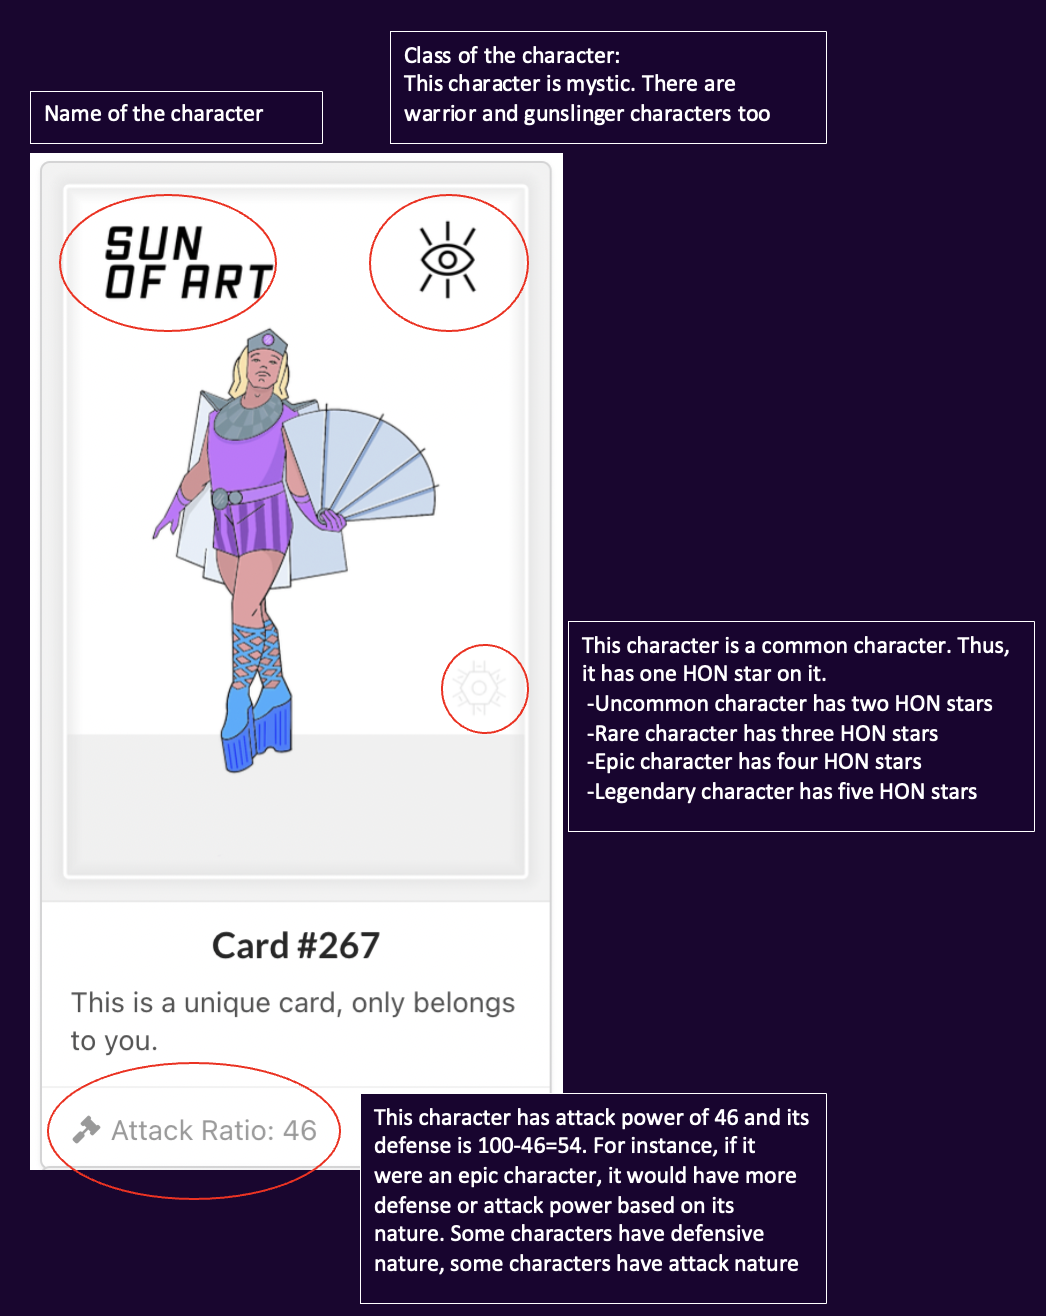 Class of the character:
This character is mystic. There are
warrior and gunslinger characters too
Name of the character
SUN
OF ART
This character is a common character. Thus,
it has one HON star on it.
-Uncommon character has two HON stars
-Rare character has three HON stars
-Epic character has four HON stars
-Legendary character has five HON stars
Card #267
This is a unique card, only belongs
to you.
Attack Ratio: 46
This character has attack power of 46 and its
defense is 100-46=54. For instance, if it
were an epic character, it would have more
defense or attack power based on its
nature. Some characters have defensive
nature, some characters have attack nature